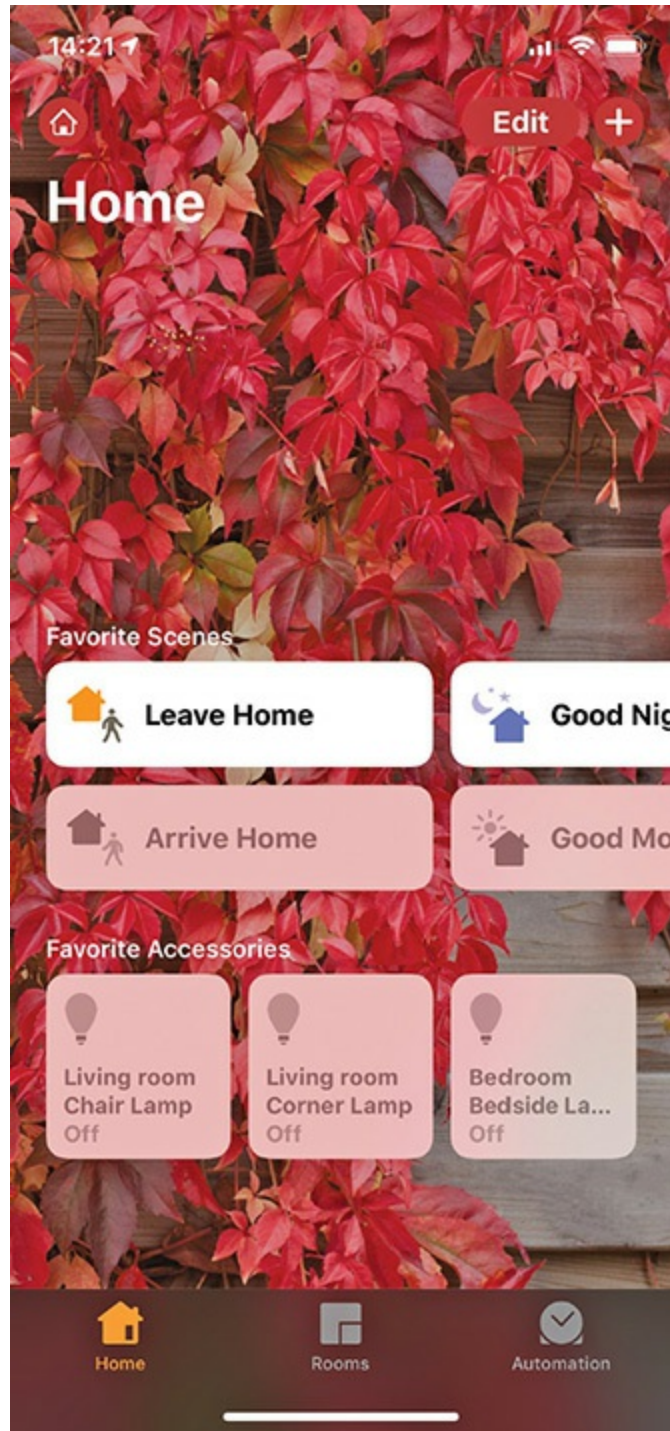 14:21
Edit
Home
Favorite Scenes
Leave Home
Good Nig
Arrive Home
Good Mo
Favorite Accessories
Living room
Chair Lamp
Off
Living room
Corner Lamp
Off
Bedroom
Bedside La...
Off
Home
Rooms
Automation